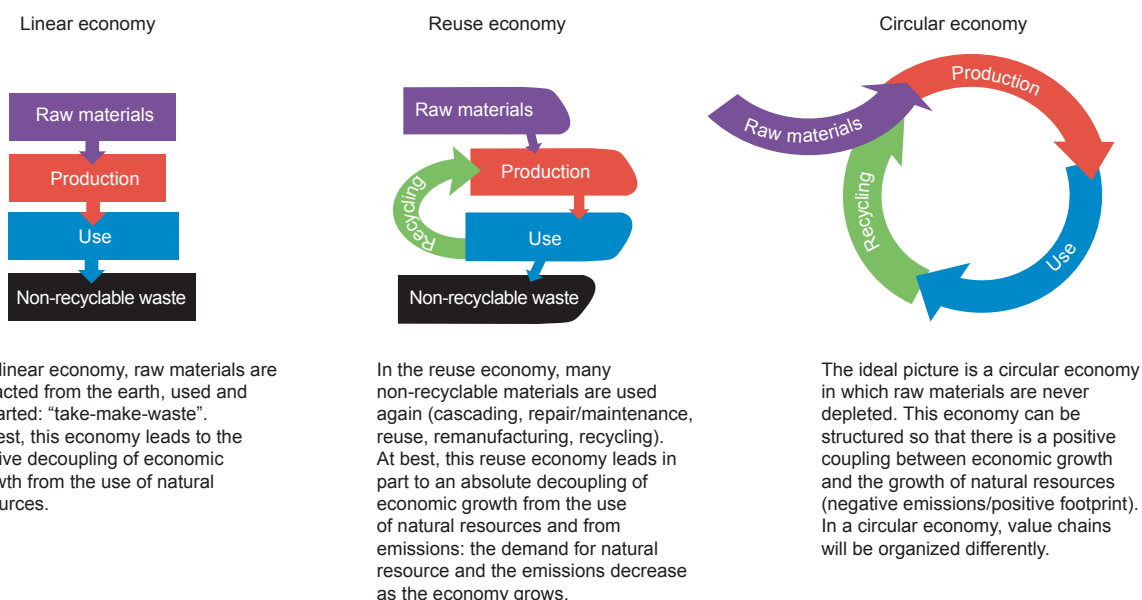 Linear economy
Raw materials
Production
Use
Non-recyclable waste
linear economy, raw materials are
acted from the earth, used and
arted: “take-make-waste”.
est, this economy leads to the
ive decoupling of economic
wth from the use of natural
urces.
Reuse economy
Raw materials
Production
Recycling
Use
Non-recyclable waste
In the reuse economy, many
non-recyclable materials are used
again (cascading, repair/maintenance,
reuse, remanufacturing, recycling).
At best, this reuse economy leads in
part to an absolute decoupling of
economic growth from the use
of natural resources and from
emissions: the demand for natural
resource and the emissions decrease
as the economy grows.
Circular economy
Raw materials
Production
Use
Recycling
The ideal picture is a circular economy
in which raw materials are never
depleted. This economy can be
structured so that there is a positive
coupling between economic growth
and the growth of natural resources
(negative emissions/positive footprint).
In a circular economy, value chains
will be organized differently.